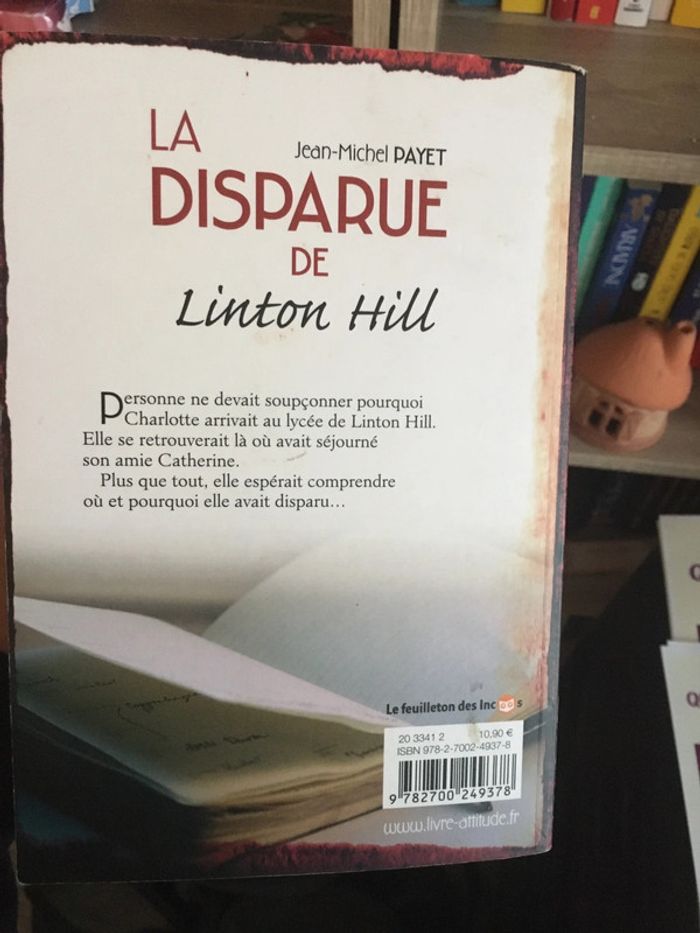 LA
Jean-Michel PAYET
DISPARUE
DE
Linton Hill
Personne ne devait soupçonner pourquoi
Charlotte arrivait au lycée de Linton Hill.
Elle se retrouverait là où avait séjourné
son amie Catherine.
Plus que tout, elle espérait comprendre
où et pourquoi elle avait disparu…
Le feuilleton des Incos
20 3341 2 10,90 €
ISBN 978-2-7002-4937-8
9 782700 249378
www.livre-attitude.fr